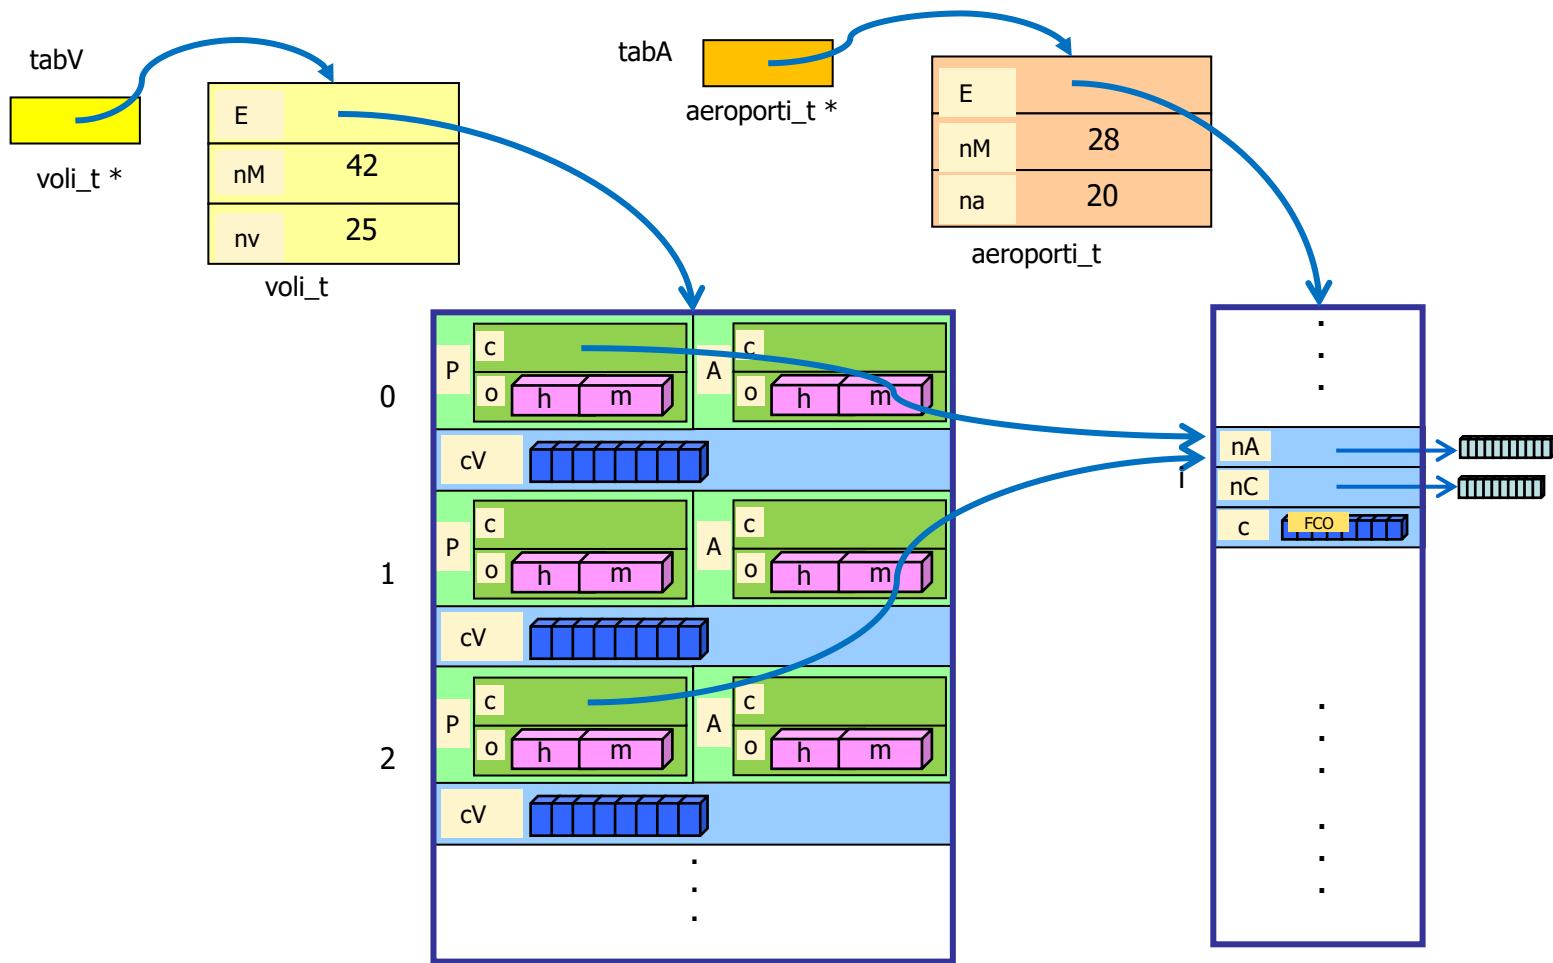 tabV
voli_t *
E
nM 42
nv 25
voli_t
tabA
aeroporti_t *
E
nM 28
na 20
aeroporti_t
0
P c A c
o h m o h m
cV
1
P c A c
o h m o h m
cV
2
P c A c
o h m o h m
cV
.
.
.
.
.
.
i
nA
nC
c FCO
.
.
.
.
.
.